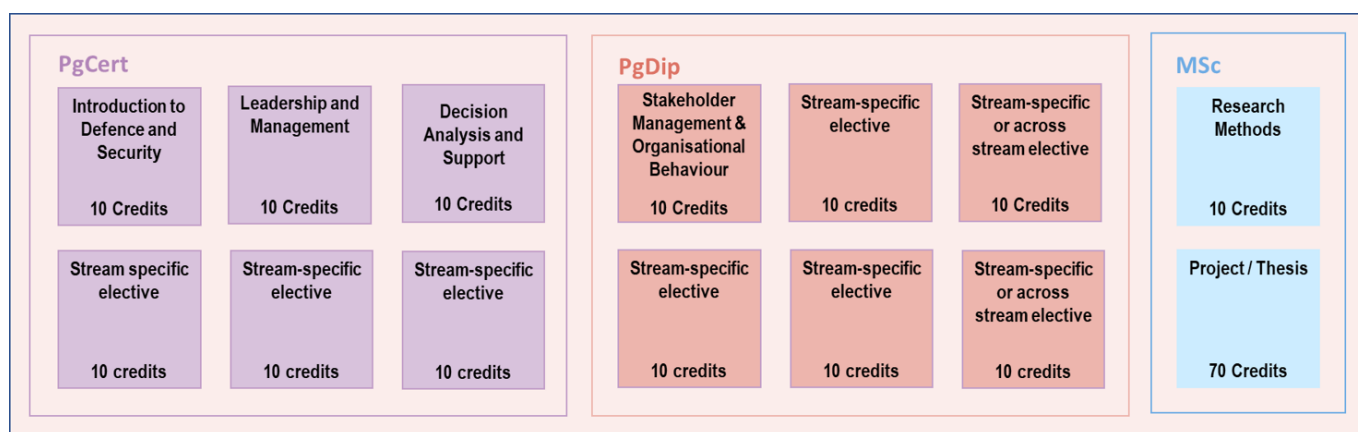 PgCert
Introduction to
Defence and
Security
10 Credits
Leadership and
Management
10 Credits
Decision
Analysis and
Support
10 Credits
Stream specific
elective
10 credits
Stream-specific
elective
10 credits
Stream-specific
elective
10 credits
PgDip
Stakeholder
Management &
Organisational
Behaviour
10 Credits
Stream-specific
elective
10 credits
Stream-specific
or across
stream elective
10 Credits
Stream-specific
elective
10 credits
Stream-specific
elective
10 credits
Stream-specific
or across
stream elective
10 credits
MSc
Research
Methods
10 Credits
Project / Thesis
70 Credits